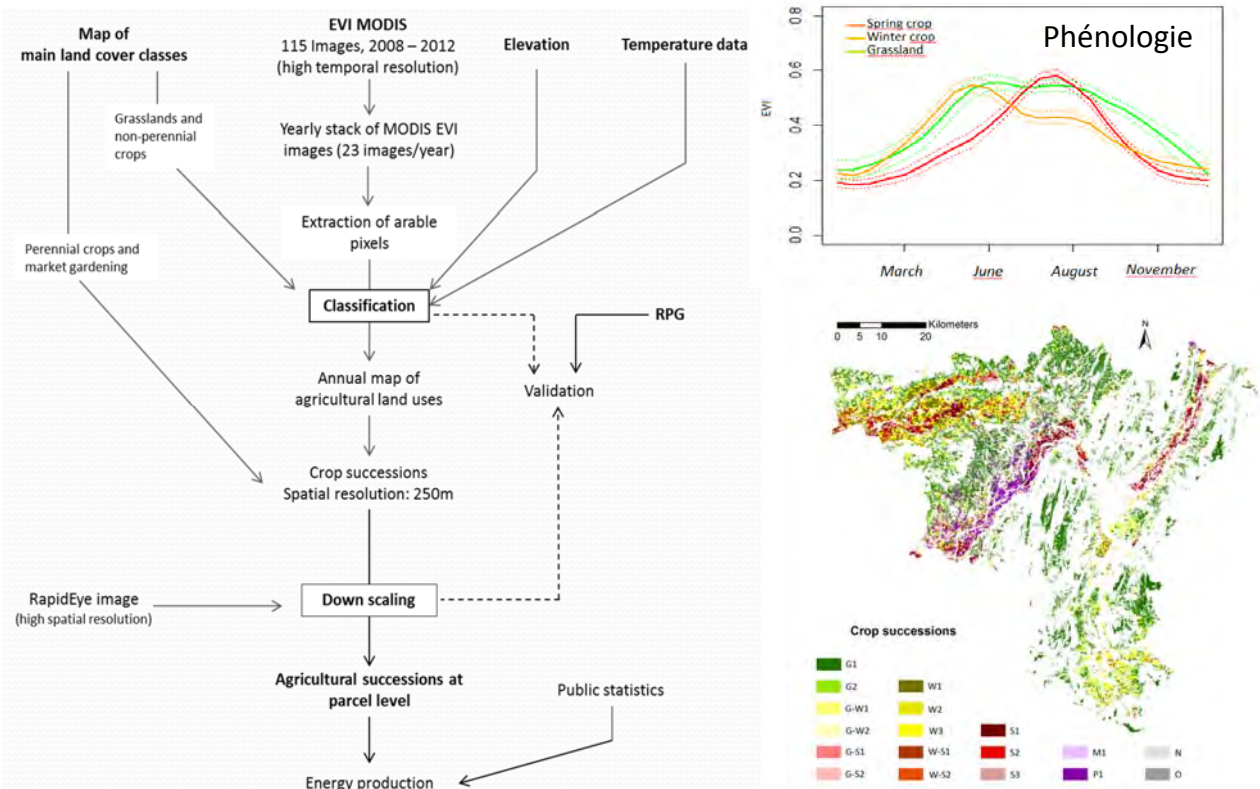 Map of
main land cover classes
EVI MODIS
115 Images, 2008 – 2012
(high temporal resolution)
Elevation
Temperature data
Grasslands and
non-perennial
crops
Yearly stack of MODIS EVI
images (23 images/year)
Extraction of arable
pixels
Perennial crops and
market gardening
Classification
RPG
Annual map of
agricultural land uses
Validation
Crop successions
Spatial resolution: 250m
RapidEye image
(high spatial resolution)
Down scaling
Agricultural successions at
parcel level
Public statistics
Energy production
Phénologie
Spring crop
Winter crop
Grassland
EVI
0.8
0.6
0.4
0.2
0.0
March June August November
Kilometers
0 5 10 20
N
Crop successions
G1
G2 W1
G-W1 W2
G-W2 W3 S1
G-S1 W-S1 S2 M1 N
G-S2 W-S2 S3 P1 O